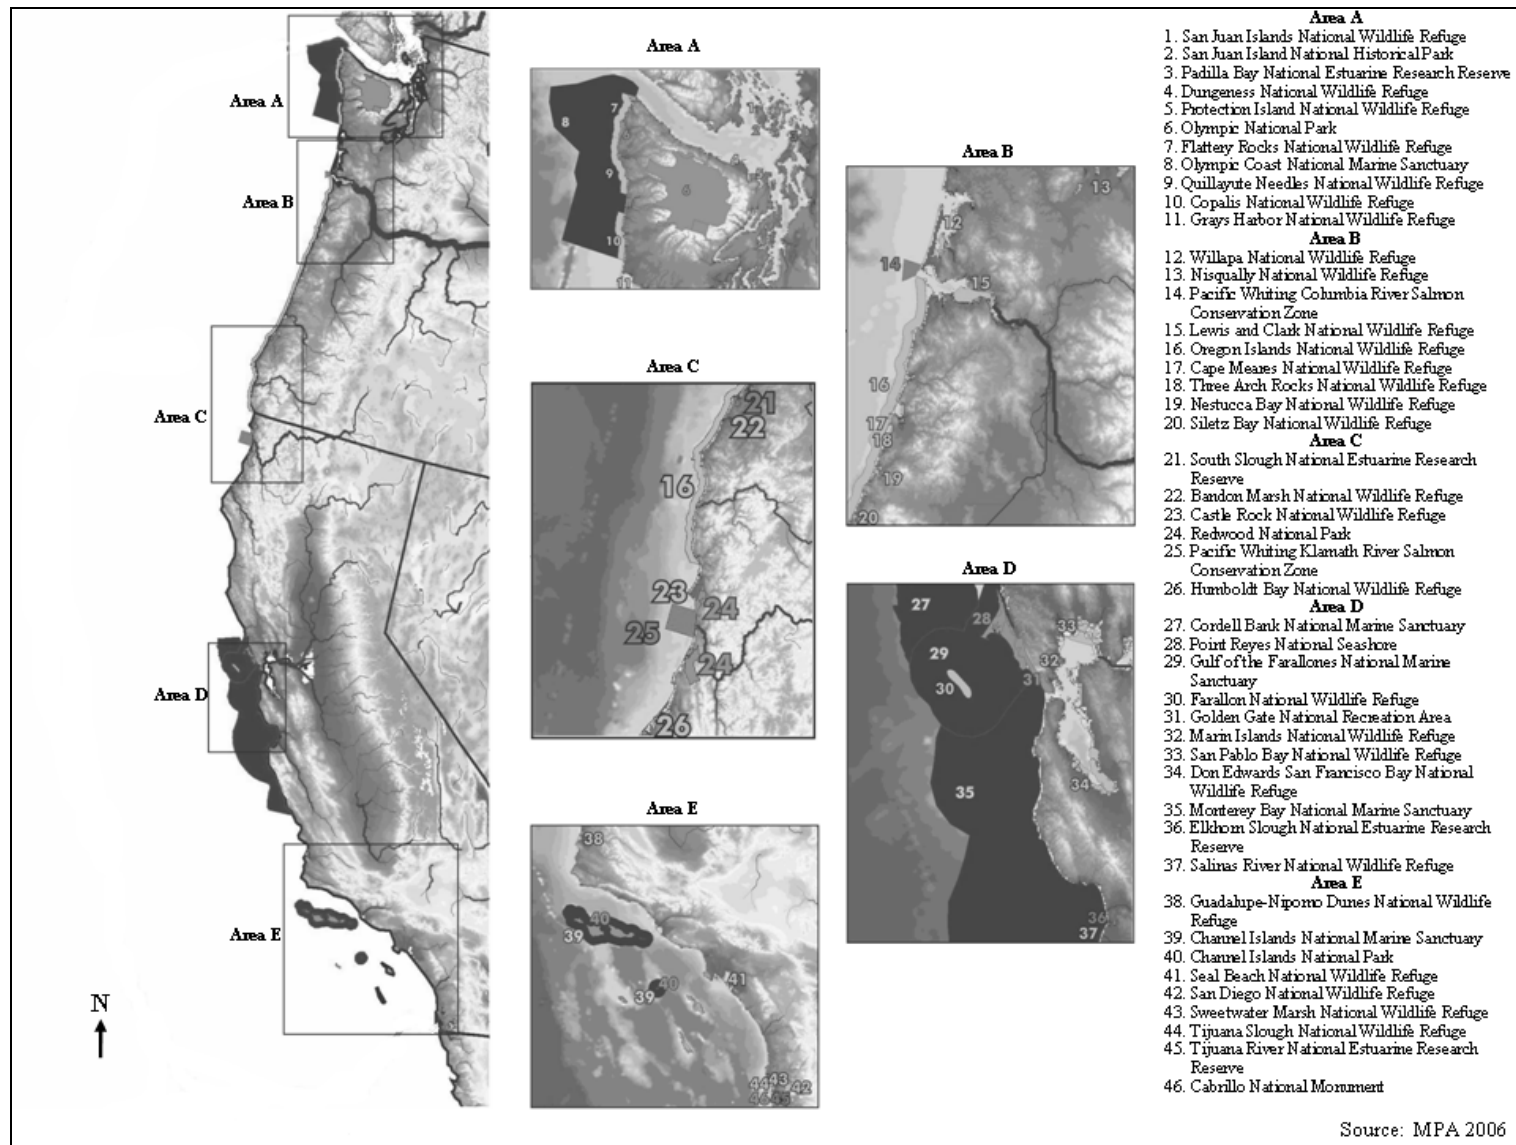 Area A
Area B
Area C
Area D
Area E
N
Area A
7
8
1
2
3
4
5
9
6
10
11
Area B
13
12
14
15
16
17
18
19
20
Area C
21
22
16
23
24
25
24
26
Area D
27
28
33
29
32
30
31
34
35
36
37
Area E
38
40
39
40
41
39
43
44
42
46
45
Area A
1. San Juan Islands National Wildlife Refuge
2. San Juan Island National Historical Park
3. Padilla Bay National Estuarine Research Reserve
4. Dungeness National Wildlife Refuge
5. Protection Island National Wildlife Refuge
6. Olympic National Park
7. Flattery Rocks National Wildlife Refuge
8. Olympic Coast National Marine Sanctuary
9. Quillayute Needles National Wildlife Refuge
10. Copalis National Wildlife Refuge
11. Grays Harbor National Wildlife Refuge
Area B
12. Willapa National Wildlife Refuge
13. Nisqually National Wildlife Refuge
14. Pacific Whiting Columbia River Salmon
Conservation Zone
15. Lewis and Clark National Wildlife Refuge
16. Oregon Islands National Wildlife Refuge
17. Cape Meares National Wildlife Refuge
18. Three Arch Rocks National Wildlife Refuge
19. Nestucca Bay National Wildlife Refuge
20. Siletz Bay National Wildlife Refuge
Area C
21. South Slough National Estuarine Research
Reserve
22. Bandon Marsh National Wildlife Refuge
23. Castle Rock National Wildlife Refuge
24. Redwood National Park
25. Pacific Whiting Klamath River Salmon
Conservation Zone
26. Humboldt Bay National Wildlife Refuge
Area D
27. Cordell Bank National Marine Sanctuary
28. Point Reyes National Seashore
29. Gulf of the Farallones National Marine
Sanctuary
30. Farallon National Wildlife Refuge
31. Golden Gate National Recreation Area
32. Marin Islands National Wildlife Refuge
33. San Pablo Bay National Wildlife Refuge
34. Don Edwards San Francisco Bay National
Wildlife Refuge
35. Monterey Bay National Marine Sanctuary
36. Elkhorn Slough National Estuarine Research
Reserve
37. Salinas River National Wildlife Refuge
Area E
38. Guadalupe-Nipomo Dunes National Wildlife
Refuge
39. Channel Islands National Marine Sanctuary
40. Channel Islands National Park
41. Seal Beach National Wildlife Refuge
42. San Diego National Wildlife Refuge
43. Sweetwater Marsh National Wildlife Refuge
44. Tijuana Slough National Wildlife Refuge
45. Tijuana River National Estuarine Research
Reserve
46. Cabrillo National Monument
Source: MPA 2006